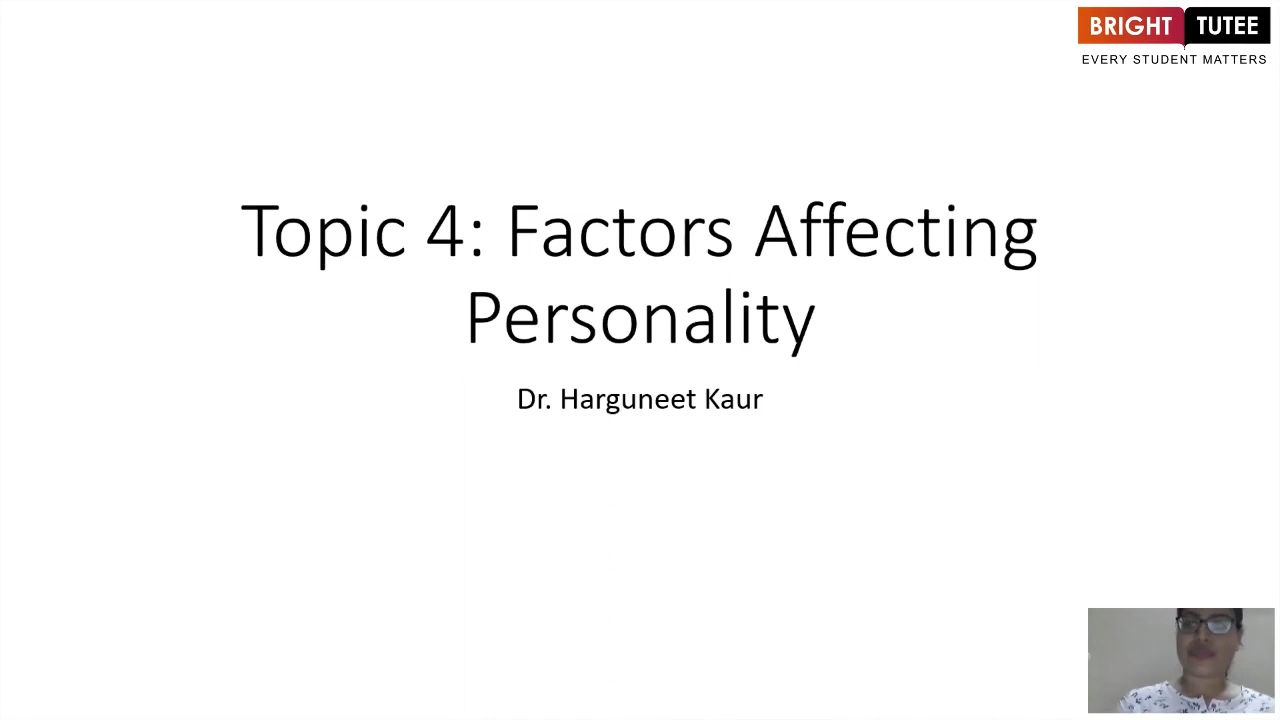 BRIGHT TUTEE
EVERY STUDENT MATTERS
Topic 4: Factors Affecting
Personality
Dr. Harguneet Kaur